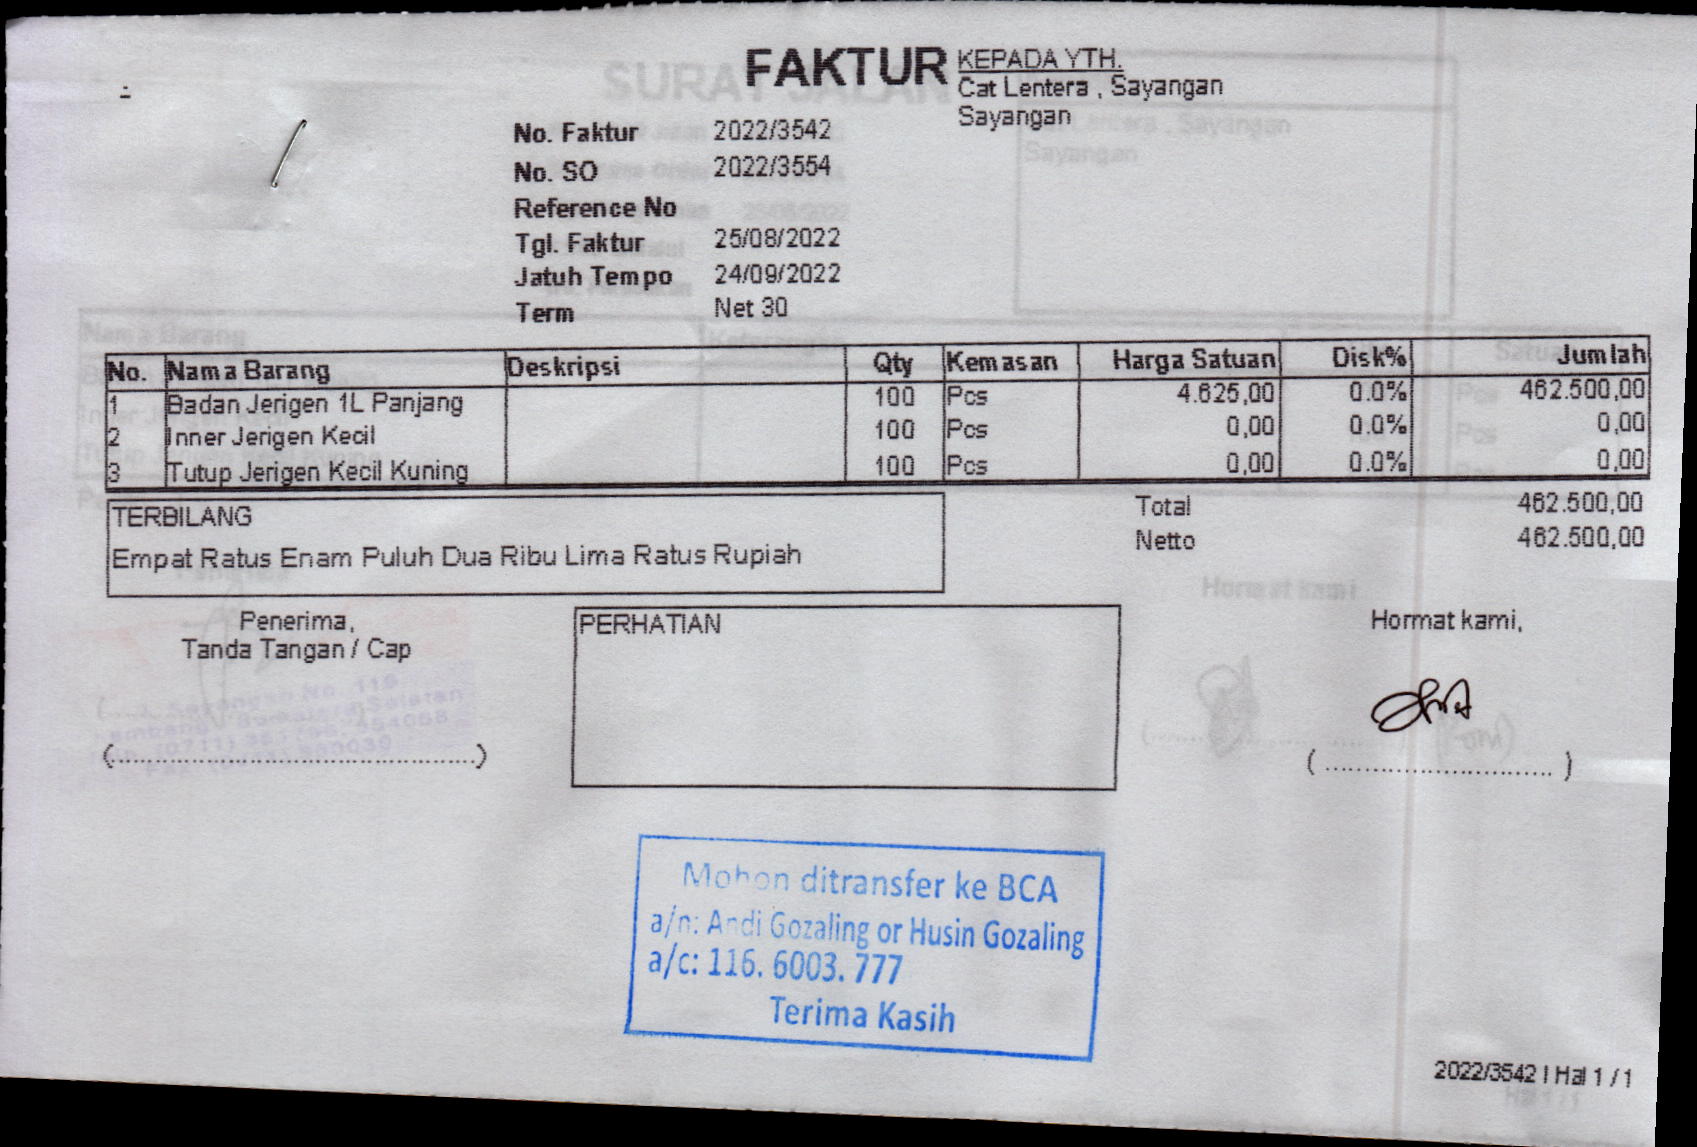 FAKTUR
KEPADA YTH.
Cat Lentera , Sayangan
Sayangan
No. Faktur 2022/3542
No. SO 2022/3554
Reference No
Tgl. Faktur 25/08/2022
Jatuh Tempo 24/09/2022
Term Net 30
No. Nama Barang Deskripsi Qty Kemasan Harga Satuan Disk% Jumlah
1 Badan Jerigen 1L Panjang 100 Pcs 4.625,00 0.0% 462.500,00
2 Inner Jerigen Kecil 100 Pcs 0,00 0.0% 0,00
3 Tutup Jerigen Kecil Kuning 100 Pcs 0,00 0.0% 0,00
Total 462.500,00
Netto 462.500,00
TERBILANG
Empat Ratus Enam Puluh Dua Ribu Lima Ratus Rupiah
Penerima,
Tanda Tangan / Cap
(..........................................)
PERHATIAN
Hormat kami,
( ............................ )
Mohon ditransfer ke BCA
a/n: Andi Gozaling or Husin Gozaling
a/c: 116. 6003. 777
Terima Kasih
2022/3542 | Hal 1 / 1